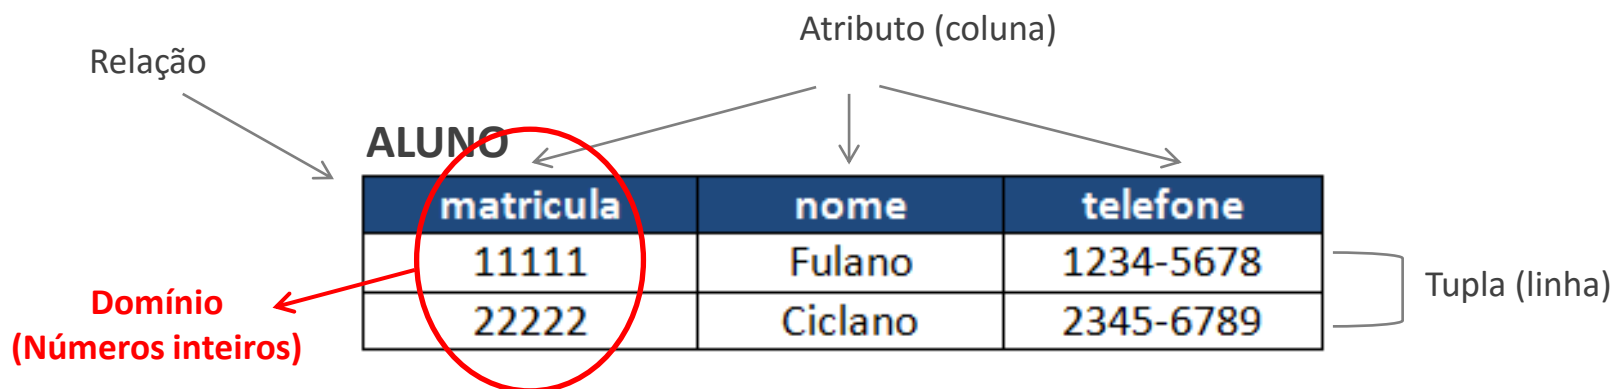 Atributo (coluna)
Relação
ALUNO
matricula nome telefone
11111 Fulano 1234-5678
22222 Ciclano 2345-6789
Tupla (linha)
Domínio
(Números inteiros)